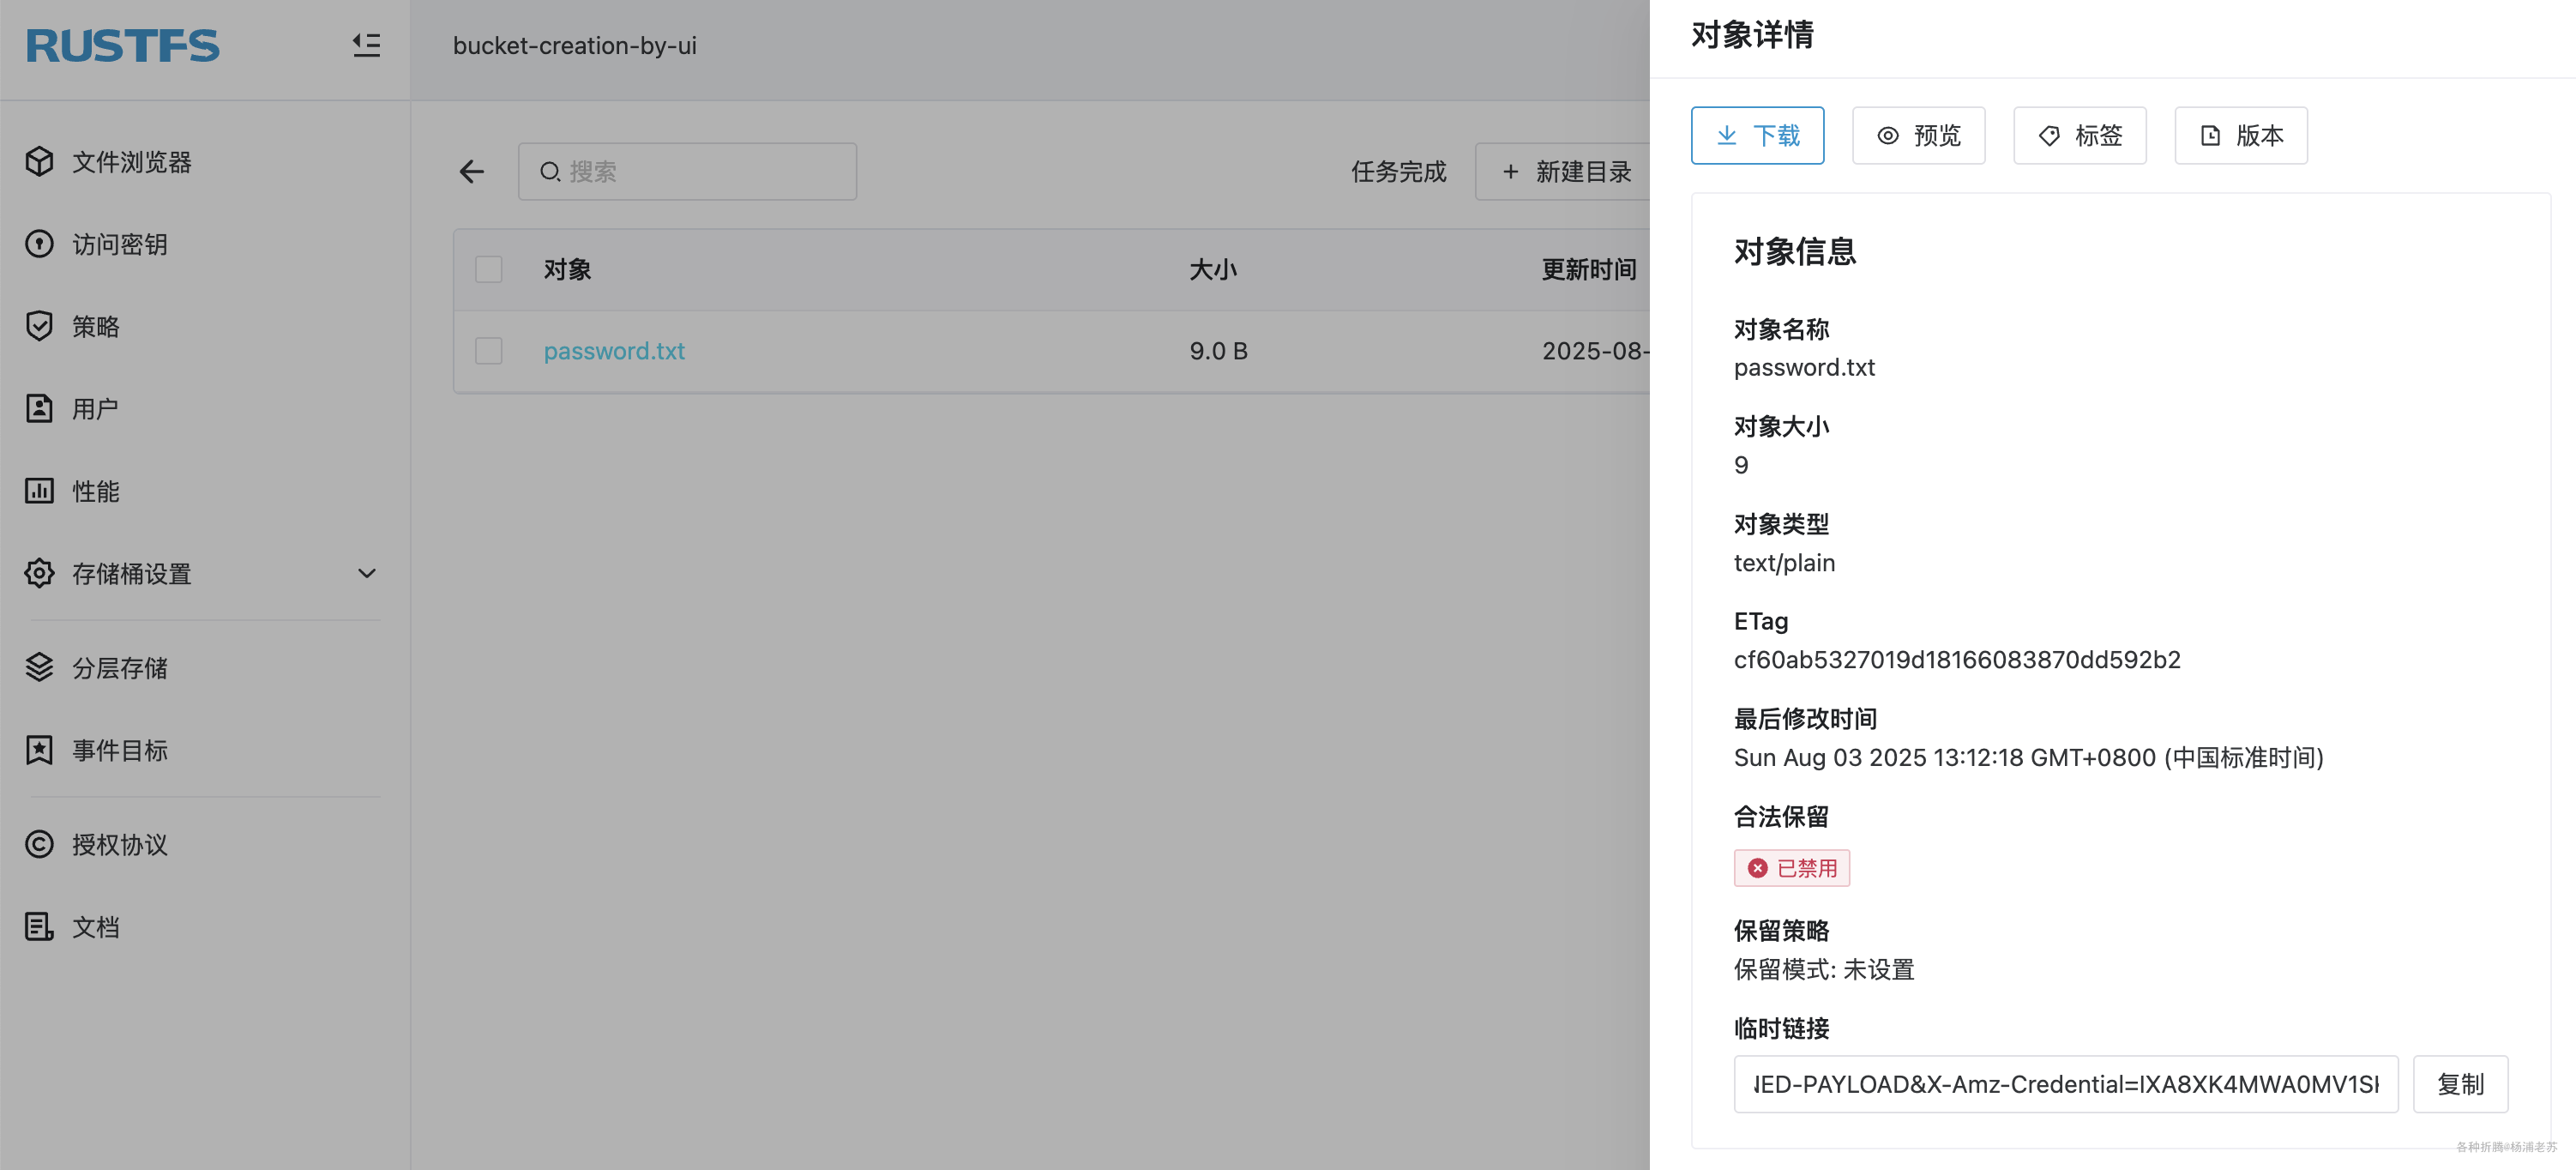 RUSTFS
文件浏览器
访问密钥
策略
用户
性能
存储桶设置
分层存储
事件目标
授权协议
文档
bucket-creation-by-ui
搜索
任务完成
新建目录
对象 大小 更新时间
password.txt 9.0 B 2025-08-
对象详情
下载 预览 标签 版本
对象信息
对象名称
password.txt
对象大小
9
对象类型
text/plain
ETag
cf60ab5327019d18166083870dd592b2
最后修改时间
Sun Aug 03 2025 13:12:18 GMT+0800 (中国标准时间)
合法保留
已禁用
保留策略
保留模式: 未设置
临时链接
NED-PAYLOAD&X-Amz-Credential=IXA8XK4MWA0MV1S
复制
各种折腾@杨浦老苏